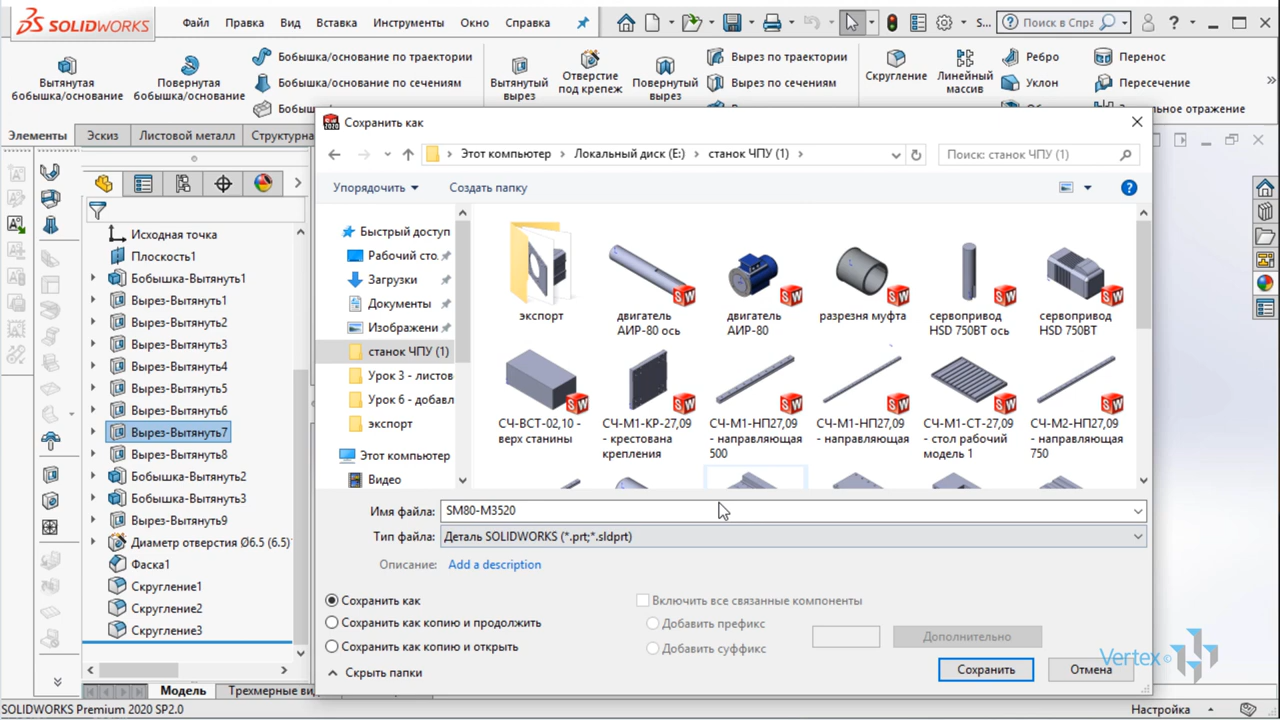 SOLIDWORKS
Файл Правка Вид Вставка Инструменты Окно Справка
S...
Поиск в Спра
Вытянутая бобышка/основание
Повернутая бобышка/основание
Бобышка/основание по траектории
Бобышка/основание по сечениям
Вытянутый вырез
Отверстие под крепеж
Повернутый вырез
Вырез по траектории
Вырез по сечениям
Скругление
Линейный массив
Ребро
Уклон
Перенос
Пересечение
Элементы Эскиз Листовой металл
Сохранить как
Этот компьютер > Локальный диск (E:) > станок ЧПУ (1) >
Поиск: станок ЧПУ (1)
Упорядочить
Создать папку
Исходная точка
Плоскость1
Бобышка-Вытянуть1
Вырез-Вытянуть1
Вырез-Вытянуть2
Вырез-Вытянуть3
Вырез-Вытянуть4
Вырез-Вытянуть5
Вырез-Вытянуть6
Вырез-Вытянуть7
Вырез-Вытянуть8
Бобышка-Вытянуть2
Бобышка-Вытянуть3
Вырез-Вытянуть9
Диаметр отверстия Ø6.5 (6.5)
Фаска1
Скругление1
Скругление2
Скругление3
Быстрый доступ
Рабочий сто.
Загрузки
Документы
Изображени
станок ЧПУ (1)
Урок 3 - листов
Урок 6 - добавл
экспорт
Этот компьютер
Видео
экспорт
двигатель АИР-80 ось
двигатель АИР-80
разрезня муфта
сервопривод HSD 750BT ось
сервопривод HSD 750BT
СЧ-ВСТ-02,10 - верх станины
СЧ-М1-КР-27,09 - крестована крепления
СЧ-М1-НП27,09 - направляющая 500
СЧ-М1-НП27,09 - направляющая
СЧ-М1-СТ-27,09 - стол рабочий модель 1
СЧ-М2-НП27,09 - направляющая 750
Имя файла: SM80-M3520
Тип файла: Деталь SOLIDWORKS (*.prt;*.sldprt)
Описание: Add a description
Сохранить как
Сохранить как копию и продолжить
Сохранить как копию и открыть
Включить все связанные компоненты
Добавить префикс
Добавить суффикс
Дополнительно
Скрыть папки
Сохранить
Отмена
Vertex ©
Модель
SOLIDWORKS Premium 2020 SP2.0
Настройка